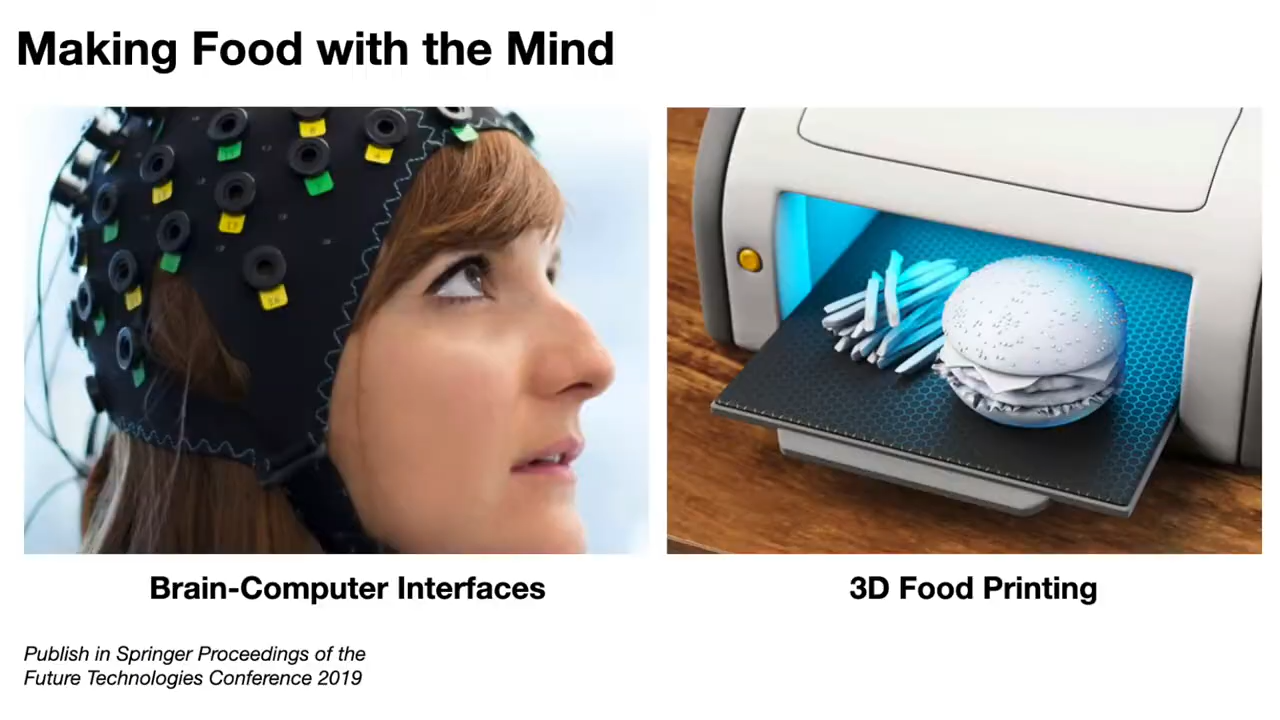 Making Food with the Mind
Brain-Computer Interfaces
3D Food Printing
Publish in Springer Proceedings of the
Future Technologies Conference 2019